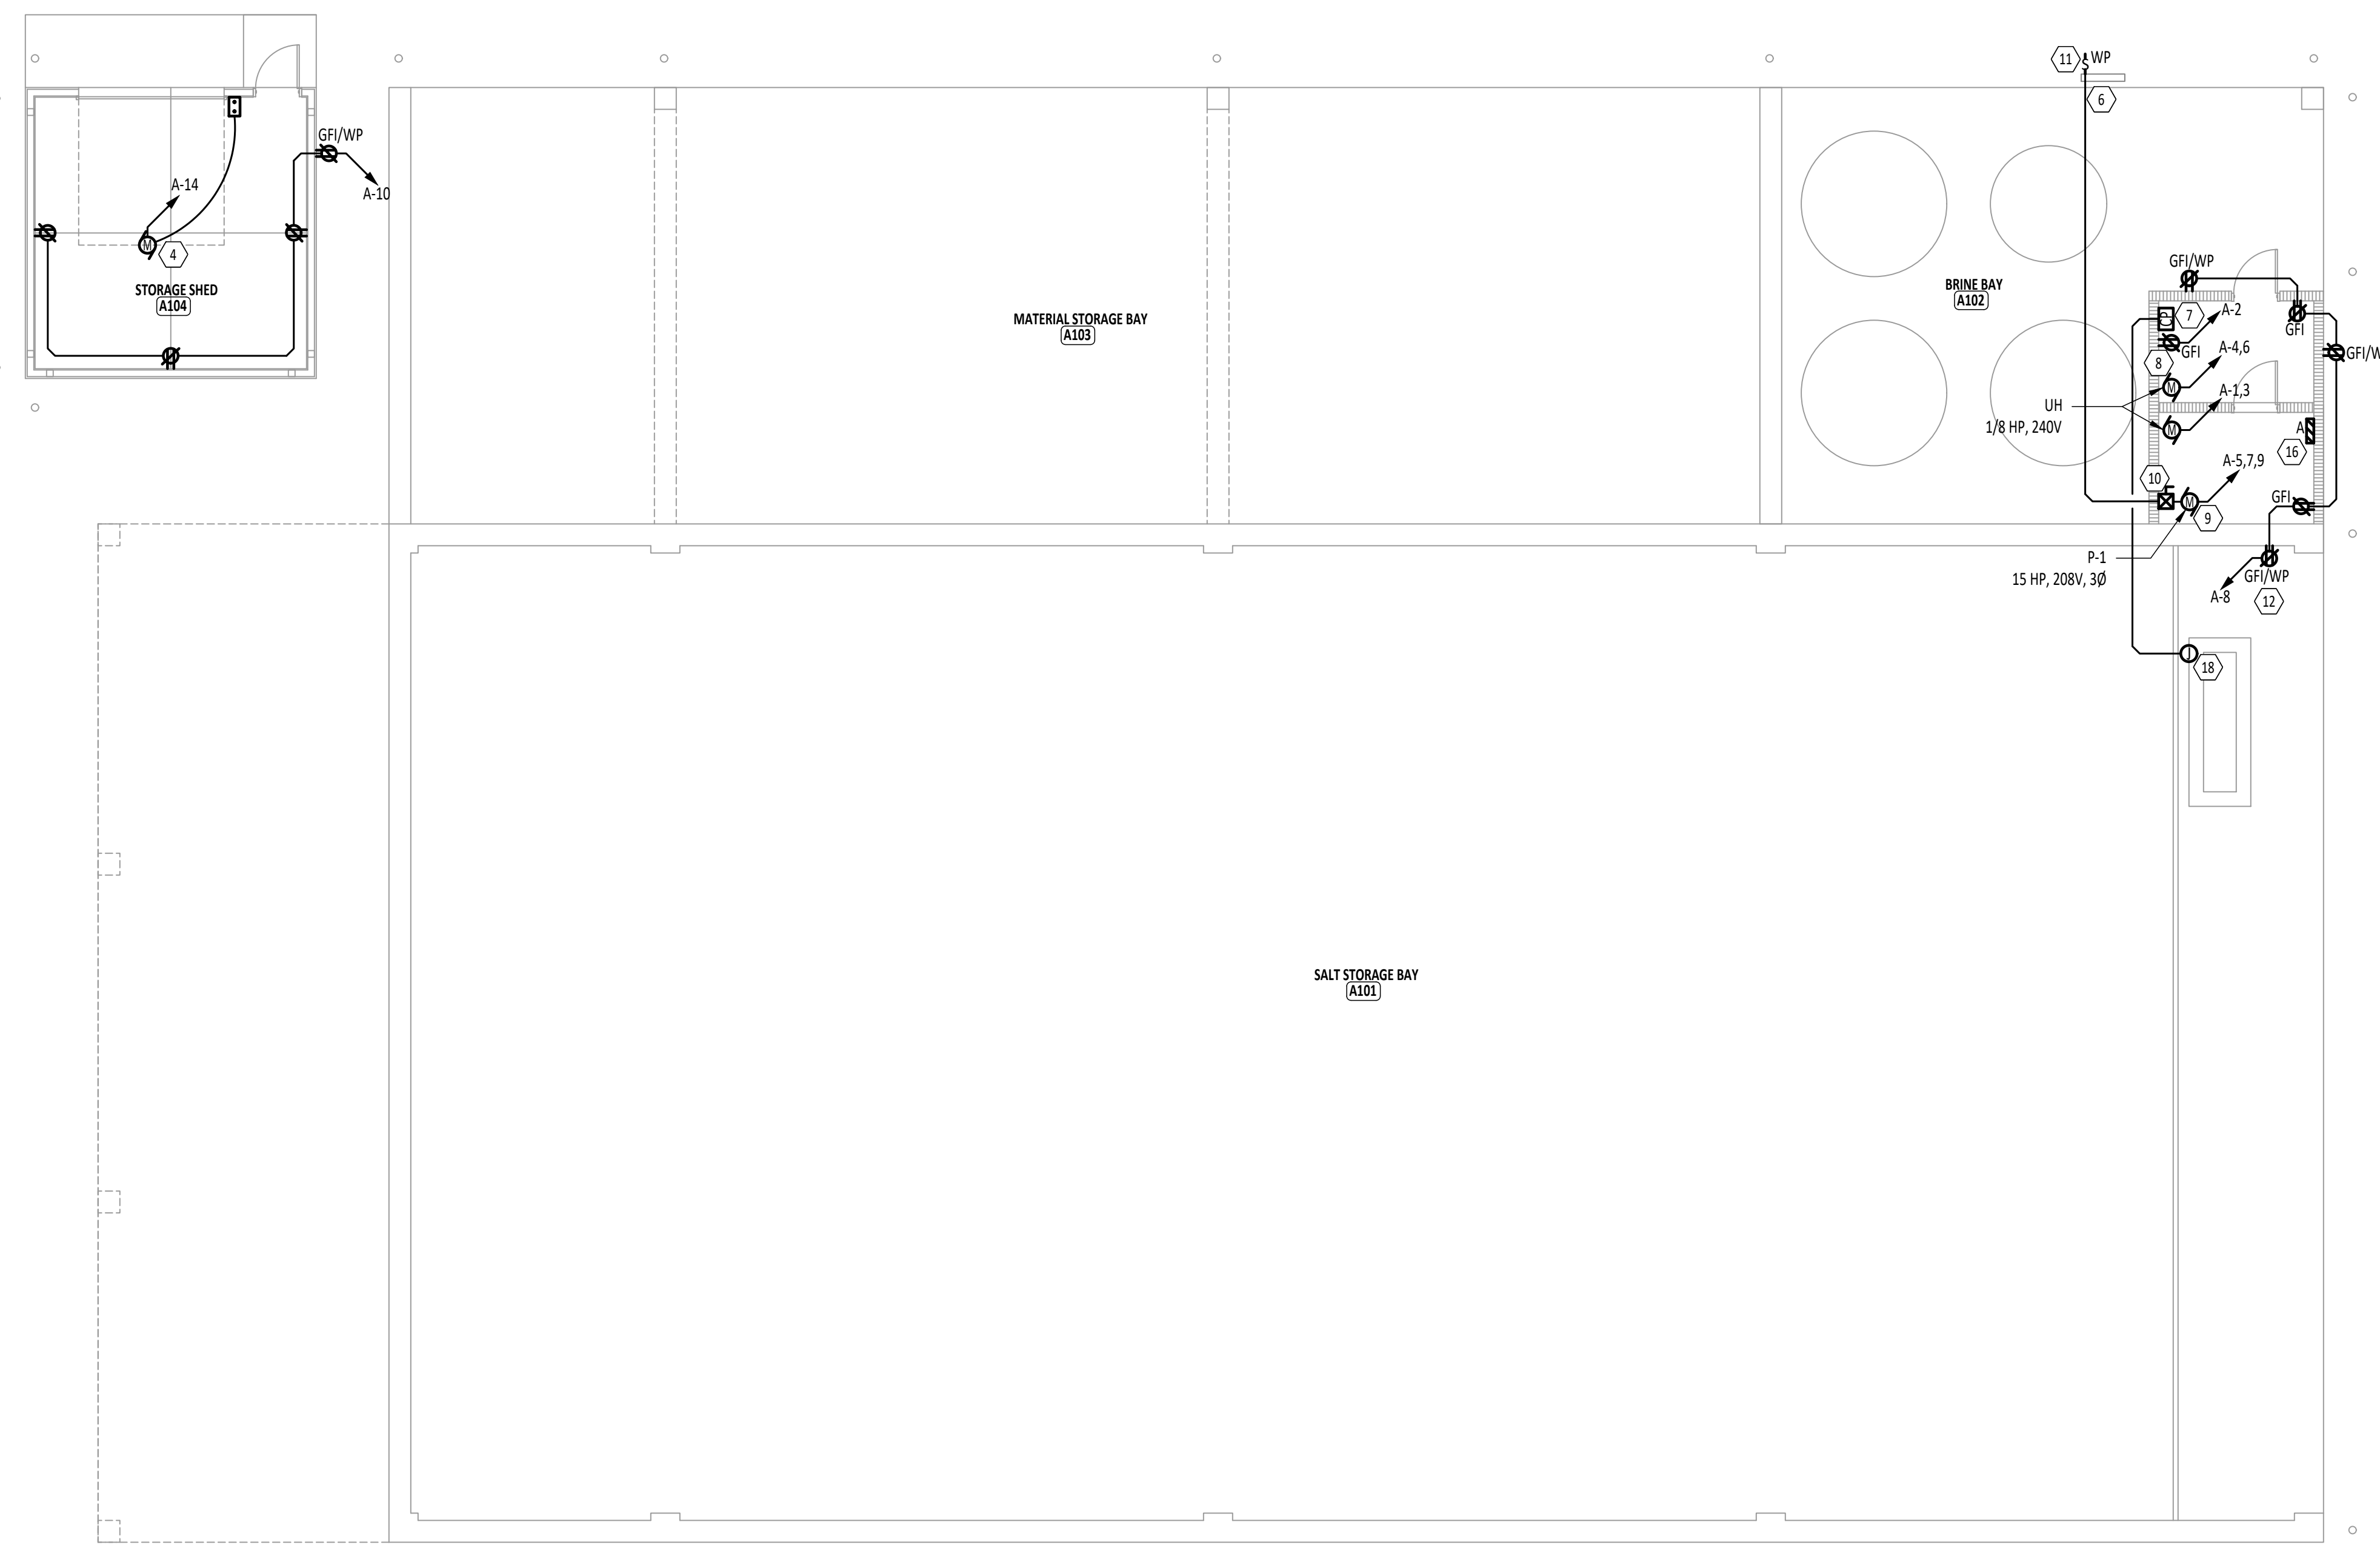 11
S
WP
6
GFI/WP
A-10
A-14
M
4
STORAGE SHED
A104
MATERIAL STORAGE BAY
A103
BRINE BAY
A102
GFI/WP
7
A-2
GFI
GFI
8
A-4,6
GFI/W
M
UH
1/8 HP, 240V
A-1,3
M
A
16
A-5,7,9
10
M
9
GFI
P-1
15 HP, 208V, 3Ø
GFI/WP
A-8
12
J
18
SALT STORAGE BAY
A101